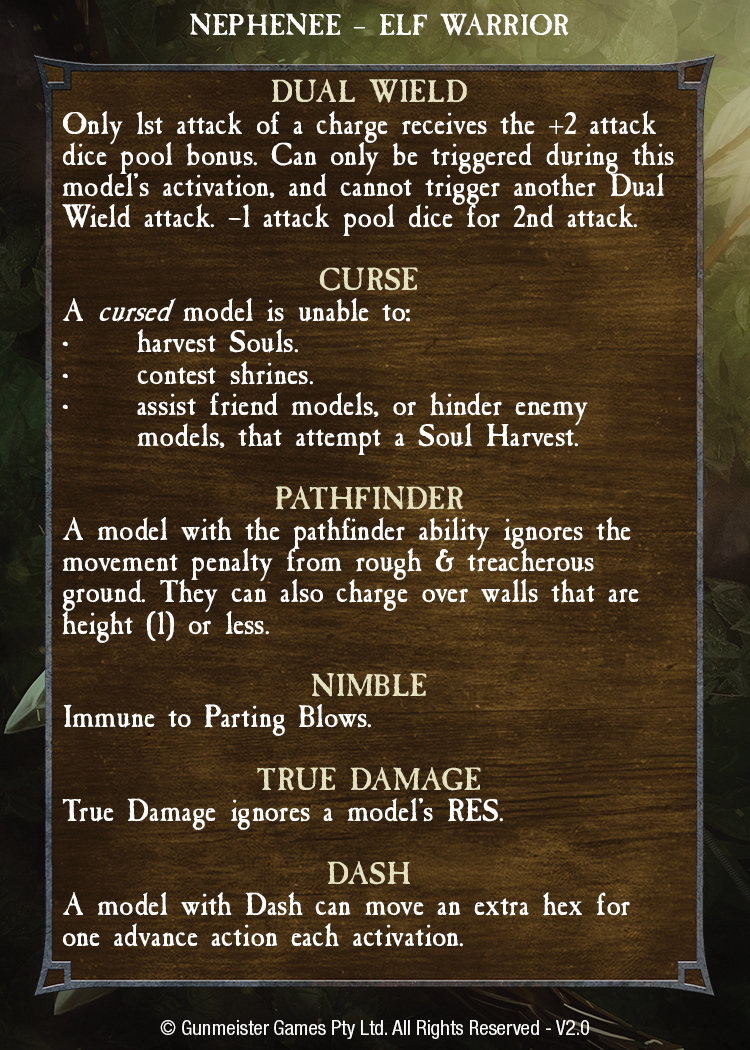 NEPHENEE – ELF WARRIOR
DUAL WIELD
Only 1st attack of a charge receives the +2 attack
dice pool bonus. Can only be triggered during this
model's activation, and cannot trigger another Dual
Wield attack. -1 attack pool dice for 2nd attack.
CURSE
A cursed model is unable to:
• harvest Souls.
• contest shrines.
• assist friend models, or hinder enemy
models, that attempt a Soul Harvest.
PATHFINDER
A model with the pathfinder ability ignores the
movement penalty from rough & treacherous
ground. They can also charge over walls that are
height (1) or less.
NIMBLE
Immune to Parting Blows.
TRUE DAMAGE
True Damage ignores a model's RES.
DASH
A model with Dash can move an extra hex for
one advance action each activation.
© Gunmeister Games Pty Ltd. All Rights Reserved - V2.0